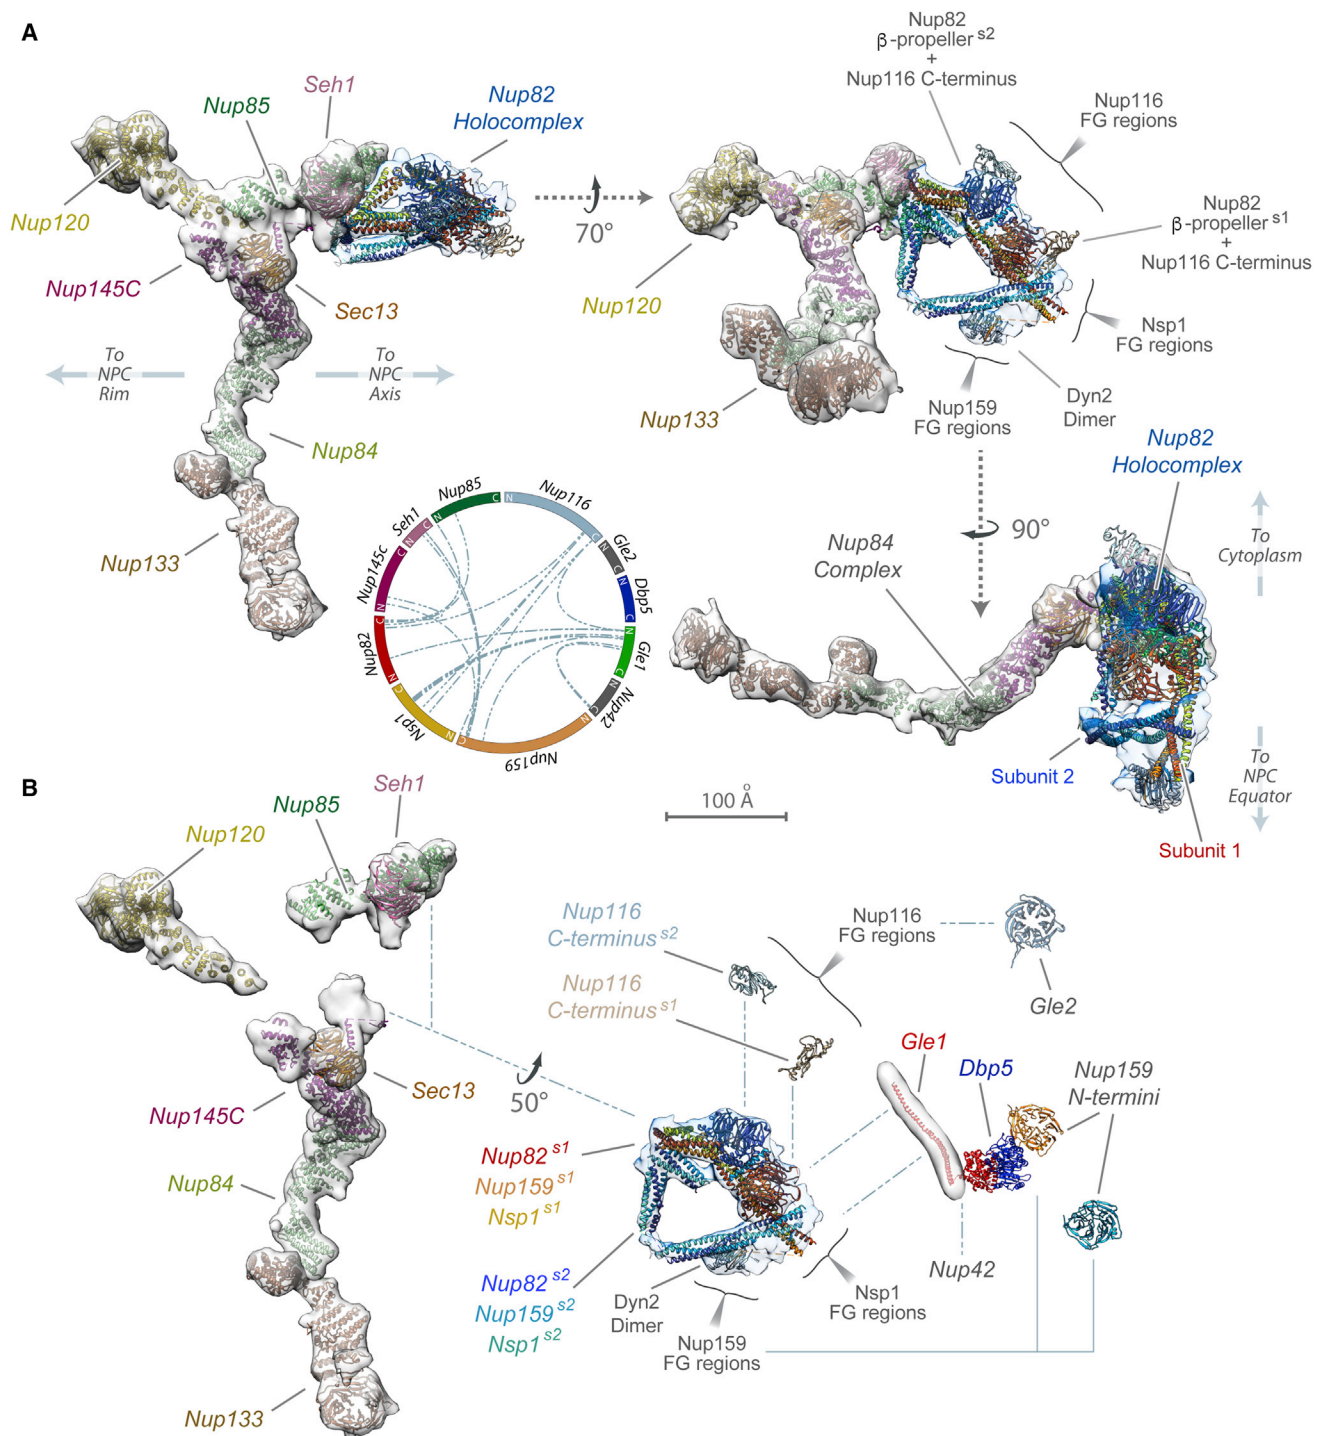 A
Nup85
Seh1
Nup82
Holocomplex
Nup120
Nup145C
Sec13
To
NPC
Rim
To
NPC
Axis
Nup84
Nup133
70°
Nup82
β-propeller s2
+
Nup116 C-terminus
Nup116
FG regions
Nup82
β-propeller s1
+
Nup116 C-terminus
Nup120
Nsp1
FG regions
Nup133
Nup159
FG regions
Dyn2
Dimer
Nup82
Holocomplex
90°
To
Cytoplasm
Nup84
Complex
Subunit 2
To
NPC
Equator
Subunit 1
N Nup85 C
N Nup116 C
N Gle2 C
N Dbp5 C
N Gle1 C
N Nup42 C
N Nup159 C
N Nsp1 C
N Nup82 C
N Nup145c C
N Seh1 C
100 Å
B
Nup120
Nup85
Seh1
Nup145C
Sec13
Nup84
Nup133
50°
Nup116
C-terminus s2
Nup116
C-terminus s1
Nup116
FG regions
Gle2
Gle1
Dbp5
Nup159
N-termini
Nup82 s1
Nup159 s1
Nsp1 s1
Nup82 s2
Nup159 s2
Nsp1 s2
Dyn2
Dimer
Nup159
FG regions
Nsp1
FG regions
Nup42